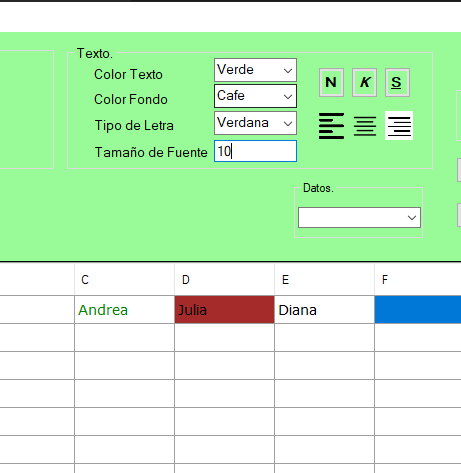 Texto.
Color Texto Verde N K S
Color Fondo Cafe
Tipo de Letra Verdana
Tamaño de Fuente 10
Datos.
C D E F
Andrea Julia Diana